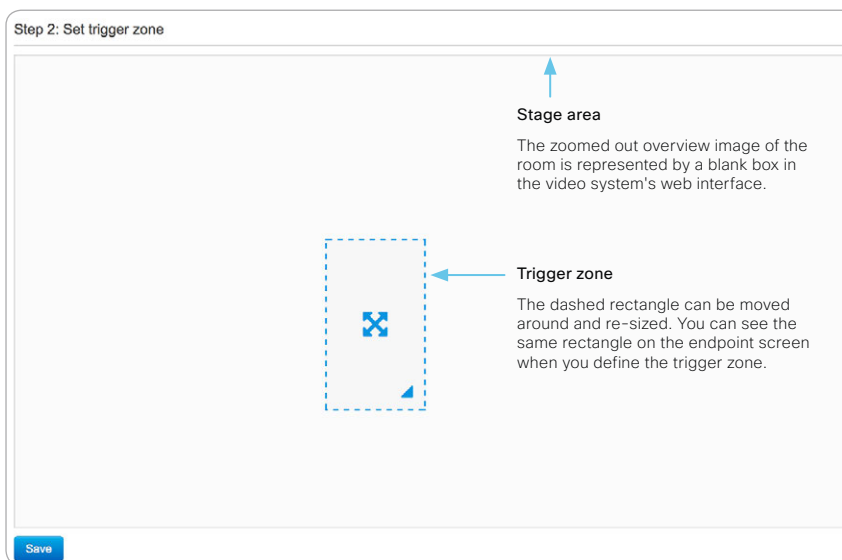 Step 2: Set trigger zone
Stage area
The zoomed out overview image of the
room is represented by a blank box in
the video system's web interface.
Trigger zone
The dashed rectangle can be moved
around and re-sized. You can see the
same rectangle on the endpoint screen
when you define the trigger zone.
Save